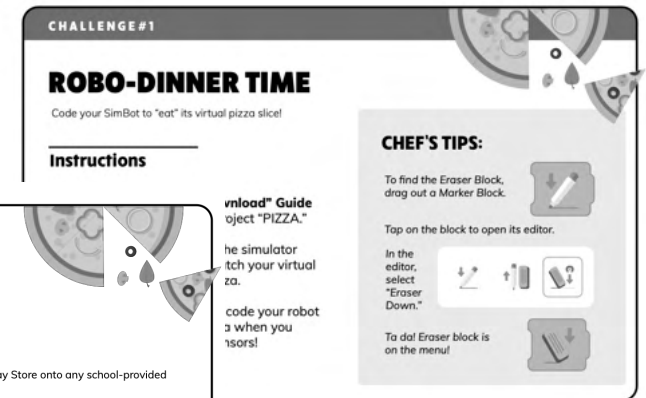 CHALLENGE#1
ROBO-DINNER TIME
Code your SimBot to "eat" its virtual pizza slice!
Instructions
Guide
oject "PIZZA."
he simulator
tch your virtual
za.
code your robot
a when you
nsors!
ay Store onto any school-provided
CHEF'S TIPS:
To find the Eraser Block,
drag out a Marker Block.
Tap on the block to open its editor.
In the
editor,
select
"Eraser
Down."
Ta da! Eraser block is
on the menu!